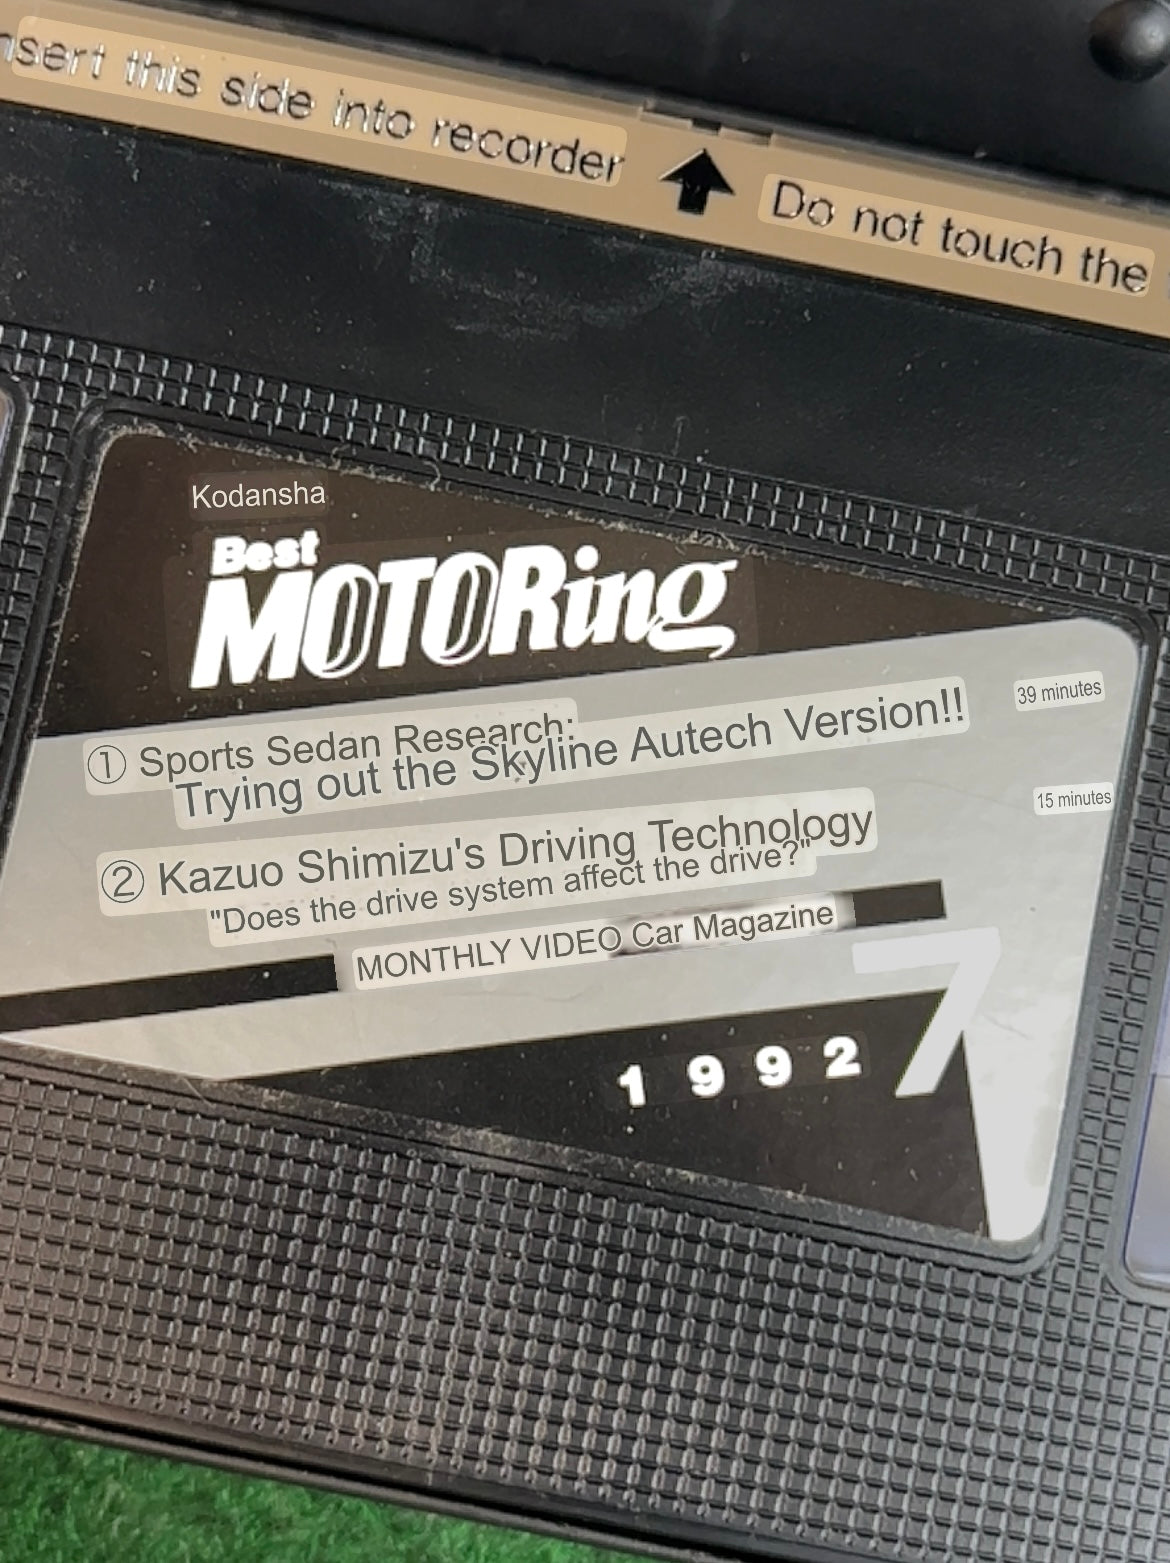 nsert this side into recorder
Do not touch the
Kodansha
Best
MOTORing
① Sports Sedan Research:
Trying out the Skyline Autech Version!!
39 minutes
② Kazuo Shimizu's Driving Technology
"Does the drive system affect the drive?"
15 minutes
MONTHLY VIDEO Car Magazine
1992 7